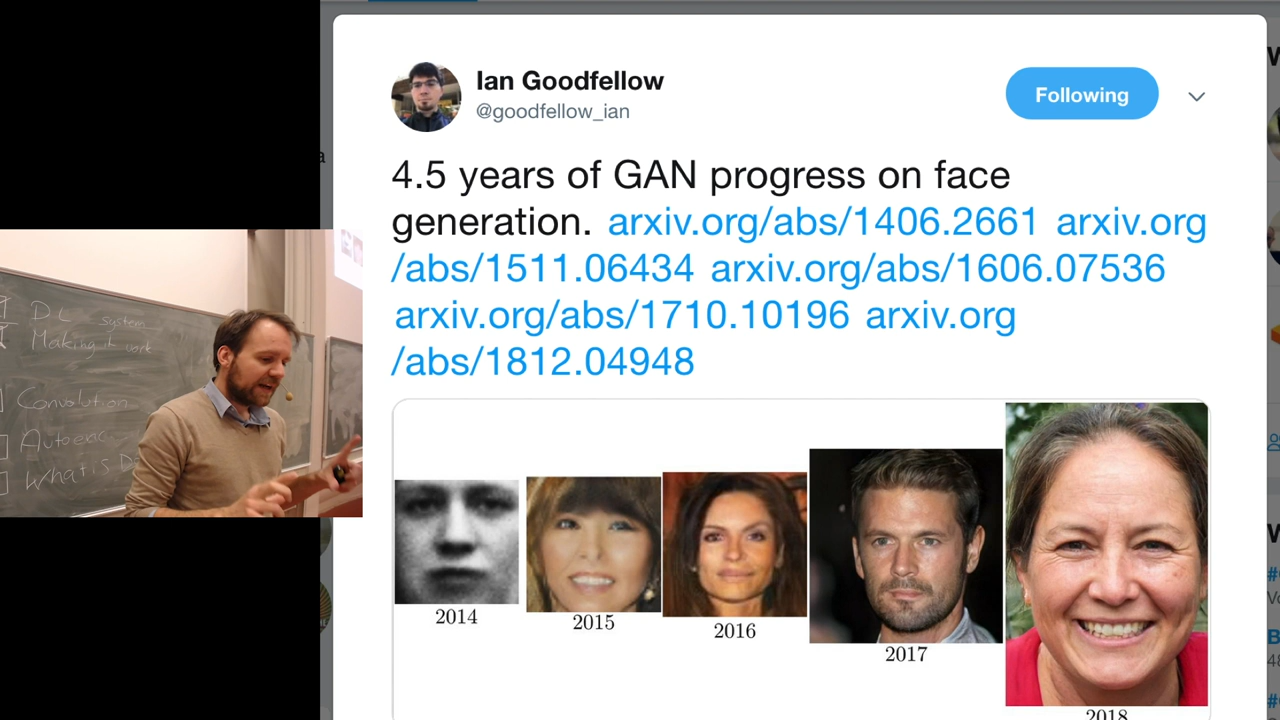 Ian Goodfellow
@goodfellow_ian
Following
4.5 years of GAN progress on face
generation. arxiv.org/abs/1406.2661 arxiv.org
/abs/1511.06434 arxiv.org/abs/1606.07536
arxiv.org/abs/1710.10196 arxiv.org
/abs/1812.04948
2014
2015
2016
2017
2018
DL system
Making it work
Convolution
Autoenc
What is D